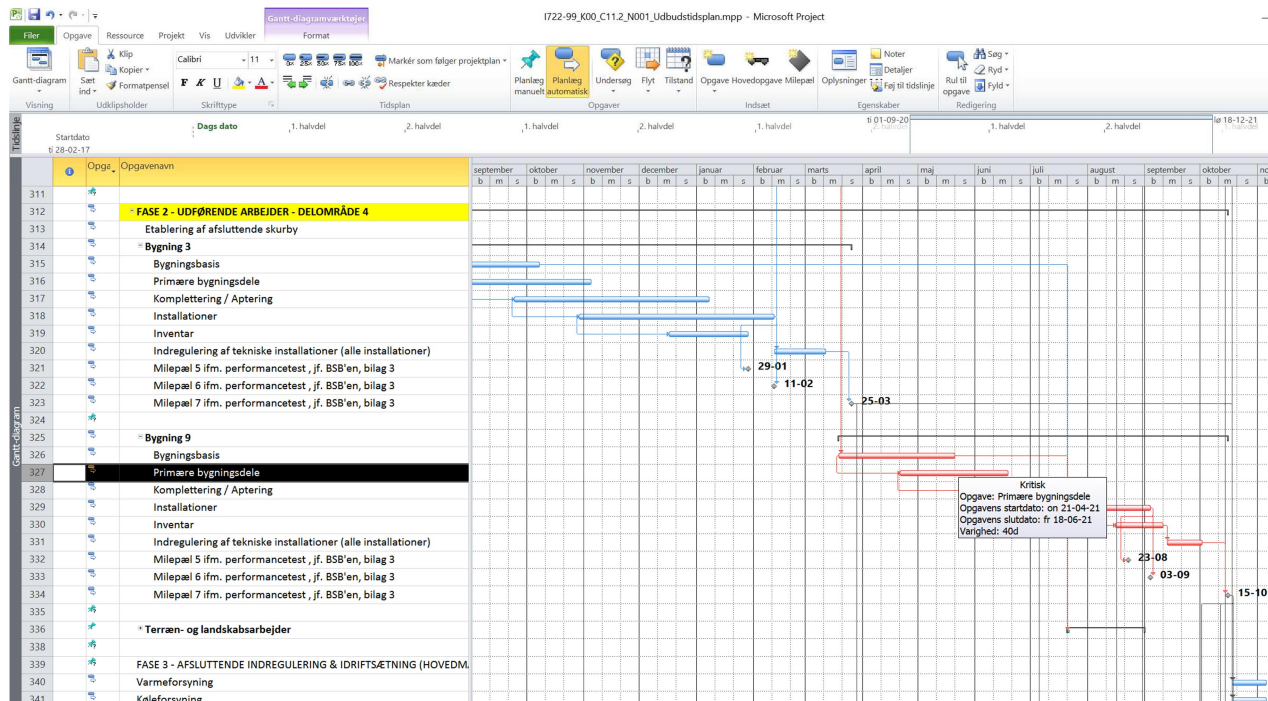 Gantt-diagramværktøjer
I722-99_K00_C11.2_N001_Udbudstidsplan.mpp - Microsoft Project
Filer Opgave Ressource Projekt Vis Udvikler Format
Gantt-diagram
Visning
Sæt ind
Klip
Kopier
Formatpensel
Udklipsholder
Calibri 11
F K U A
Skrifttype
0% 25% 50% 75% 100%
Markér som følger projektplan
Respekter kæder
Tidsplan
Planlæg manuelt
Planlæg automatisk
Undersøg
Flyt
Tilstand
Opgaver
Opgave
Hovedopgave
Milepæl
Indsæt
Oplysninger
Noter
Detaljer
Føj til tidslinje
Egenskaber
Rul til opgave
Søg
Ryd
Fyld
Redigering
Tidslinje
Startdato
ti 28-02-17
Dags dato
1. halvdel
2. halvdel
1. halvdel
2. halvdel
1. halvdel
ti 01-09-20
2. halvdel
1. halvdel
2. halvdel
lø 18-12-21
1. halvdel
Opga
Opgavenavn
september oktober november december januar februar marts april maj juni juli august september oktober no
b m s b m s b m s b m s b m s b m s b m s b m s b m s b m s b m s b m s b m s b m s b
Gantt-diagram
311
312 FASE 2 - UDFØRENDE ARBEJDER - DELOMRÅDE 4
313 Etablering af afsluttende skurby
314 Bygning 3
315 Bygningsbasis
316 Primære bygningsdele
317 Komplettering / Aptering
318 Installationer
319 Inventar
320 Indregulering af tekniske installationer (alle installationer)
321 Milepæl 5 ifm. performancetest , jf. BSB'en, bilag 3 29-01
322 Milepæl 6 ifm. performancetest , jf. BSB'en, bilag 3 11-02
323 Milepæl 7 ifm. performancetest , jf. BSB'en, bilag 3 25-03
324
325 Bygning 9
326 Bygningsbasis
327 Primære bygningsdele
328 Komplettering / Aptering
329 Installationer
330 Inventar
331 Indregulering af tekniske installationer (alle installationer)
332 Milepæl 5 ifm. performancetest , jf. BSB'en, bilag 3 23-08
333 Milepæl 6 ifm. performancetest , jf. BSB'en, bilag 3 03-09
334 Milepæl 7 ifm. performancetest , jf. BSB'en, bilag 3 15-10
335
336 Terræn- og landskabsarbejder
338
339 FASE 3 - AFSLUTTENDE INDREGULERING & IDRIFTSÆTNING (HOVEDM
340 Varmeforsyning
341 Køleforsyning
Kritisk
Opgave: Primære bygningsdele
Opgavens startdato: on 21-04-21
Opgavens slutdato: fr 18-06-21
Varighed: 40d